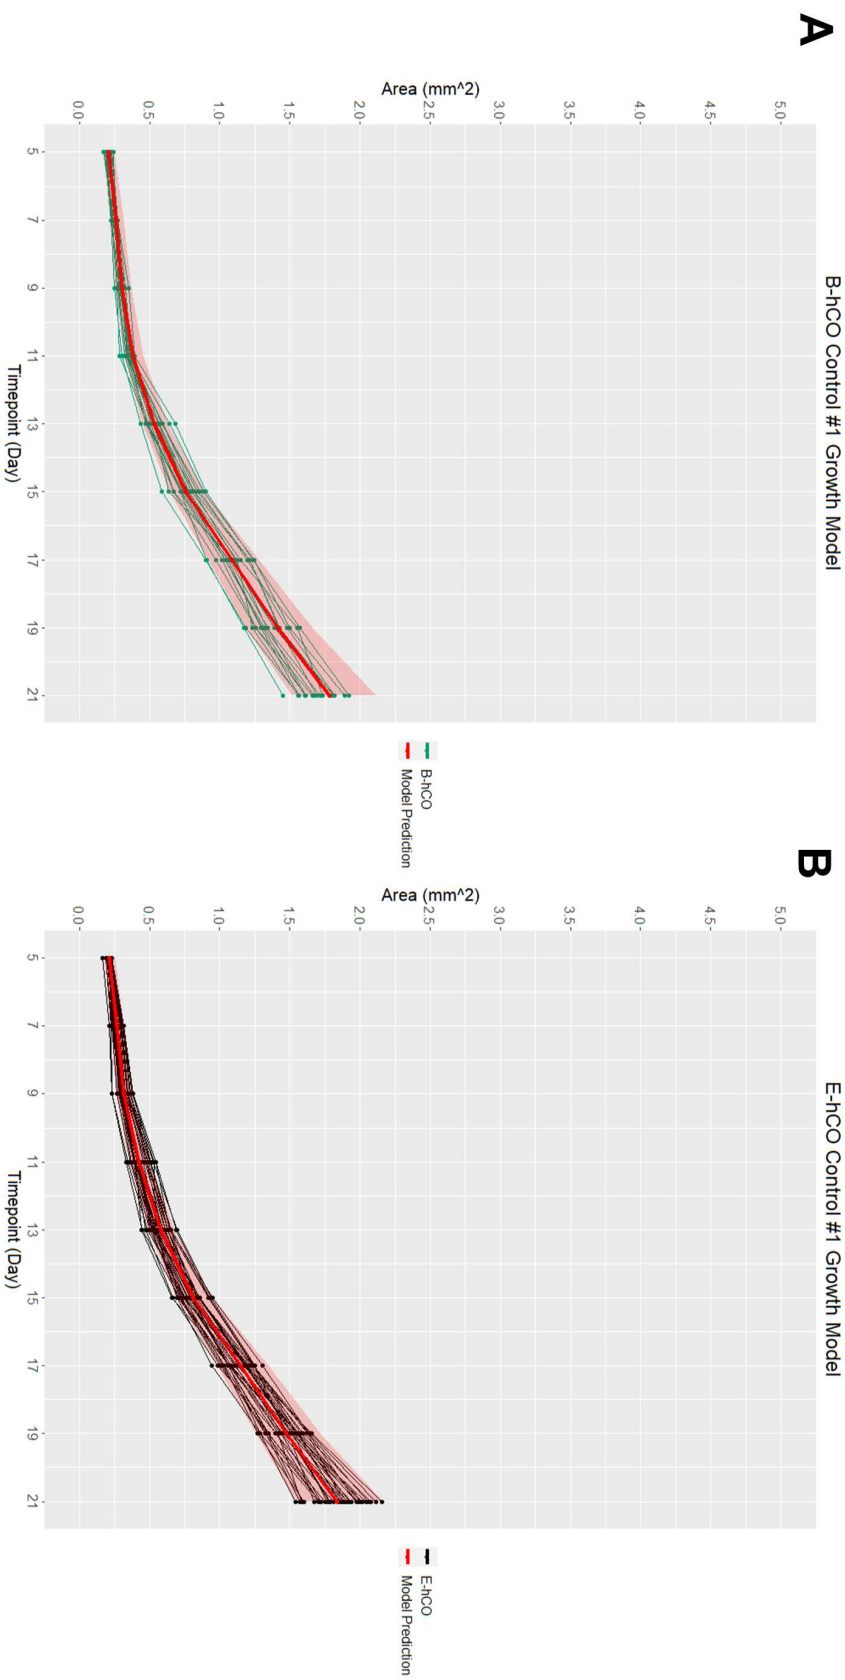 A
B-hCO Control #1 Growth Model
Area (mm^2)
5.0
4.5
4.0
3.5
3.0
2.5
2.0
1.5
1.0
0.5
0.0
5 7 9 11 13 15 17 19 21
Timepoint (Day)
B-hCO
Model Prediction
B
E-hCO Control #1 Growth Model
Area (mm^2)
5.0
4.5
4.0
3.5
3.0
2.5
2.0
1.5
1.0
0.5
0.0
5 7 9 11 13 15 17 19 21
Timepoint (Day)
E-hCO
Model Prediction